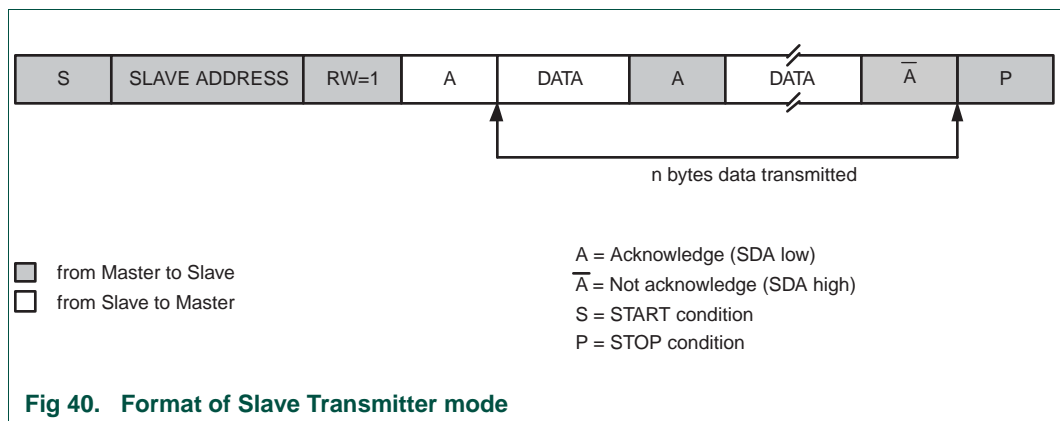 S SLAVE ADDRESS RW=1 A DATA A DATA A̅ P
n bytes data transmitted
from Master to Slave
from Slave to Master
A = Acknowledge (SDA low)
A̅ = Not acknowledge (SDA high)
S = START condition
P = STOP condition
Fig 40. Format of Slave Transmitter mode